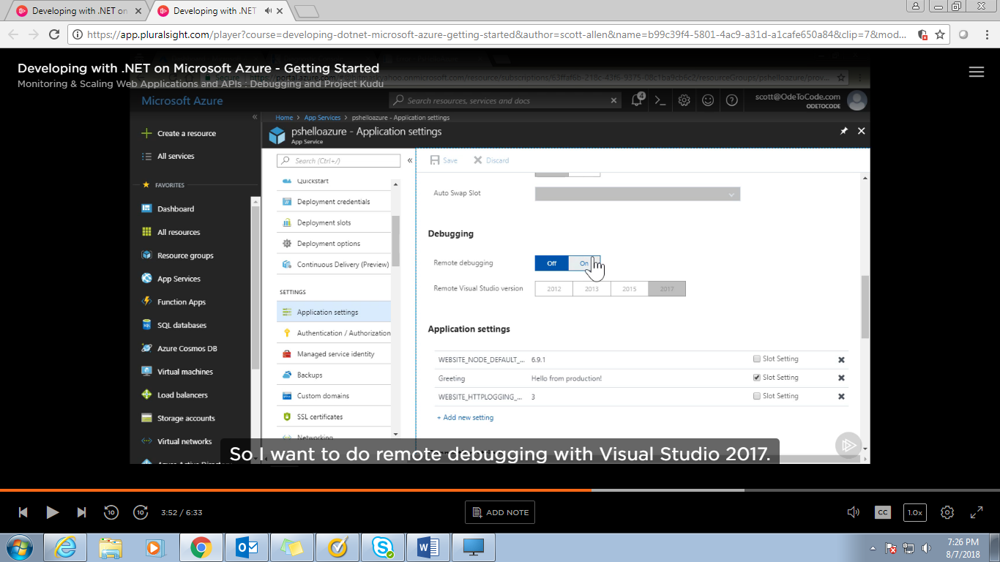 Developing with .NET on
Developing with .NET
https://app.pluralsight.com/player?course=developing-dotnet-microsoft-azure-getting-started&author=scott-allen&name=b99c39f4-5801-4ac9-a31d-a1cafe650a84&clip=7&mod...
Developing with .NET on Microsoft Azure - Getting Started
Monitoring & Scaling Web Applications and APIs : Debugging and Project Kudu
Microsoft Azure
Search resources, services and docs
4
scott@OdeToCode.com
ODETOCODE
Home > App Services > pshelloazure - Application settings
pshelloazure - Application settings
App Service
Create a resource
All services
FAVORITES
Dashboard
All resources
Resource groups
App Services
Function Apps
SQL databases
Azure Cosmos DB
Virtual machines
Load balancers
Storage accounts
Virtual networks
Search (Ctrl+/)
Quickstart
Deployment credentials
Deployment slots
Deployment options
Continuous Delivery (Preview)
SETTINGS
Application settings
Authentication / Authorization
Managed service identity
Backups
Custom domains
SSL certificates
Networking
Save Discard
Auto Swap Slot
Debugging
Remote debugging Off On
Remote Visual Studio version 2012 2013 2015 2017
Application settings
WEBSITE_NODE_DEFAULT_... 6.9.1 Slot Setting
Greeting Hello from production! Slot Setting
WEBSITE_HTTPLOGGING_... 3 Slot Setting
+ Add new setting
So I want to do remote debugging with Visual Studio 2017.
10 10 3:52 / 6:33
ADD NOTE
CC 1.0x
7:26 PM
8/7/2018